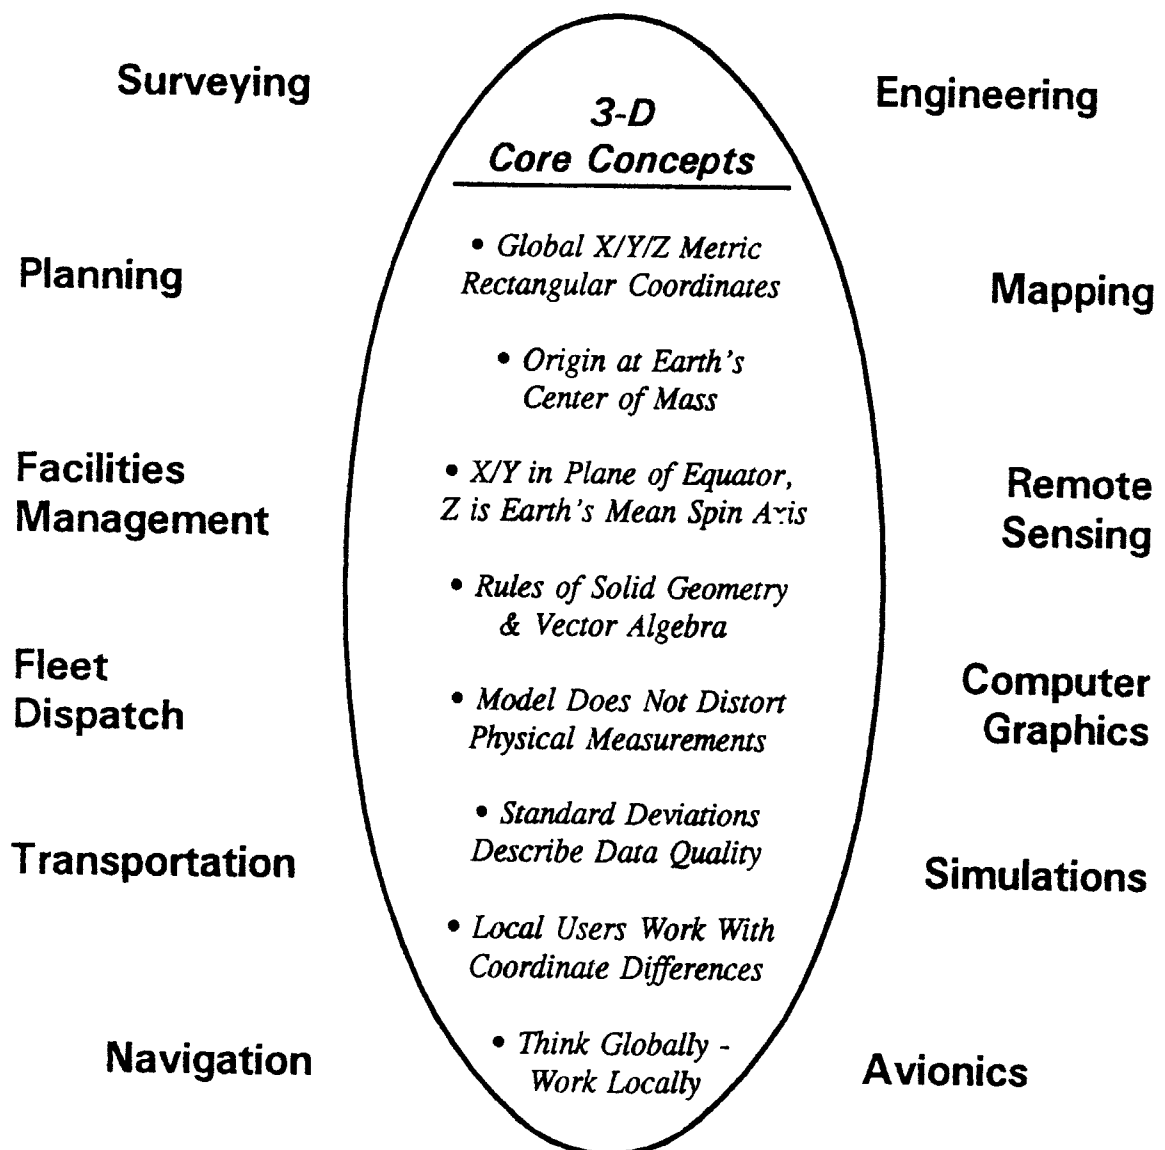 Surveying
Engineering
3-D
Core Concepts
• Global X/Y/Z Metric
Rectangular Coordinates
Planning
Mapping
• Origin at Earth's
Center of Mass
Facilities
Management
• X/Y in Plane of Equator,
Z is Earth's Mean Spin Axis
Remote
Sensing
• Rules of Solid Geometry
& Vector Algebra
Fleet
Dispatch
• Model Does Not Distort
Physical Measurements
Computer
Graphics
• Standard Deviations
Describe Data Quality
Transportation
Simulations
• Local Users Work With
Coordinate Differences
Navigation
• Think Globally -
Work Locally
Avionics